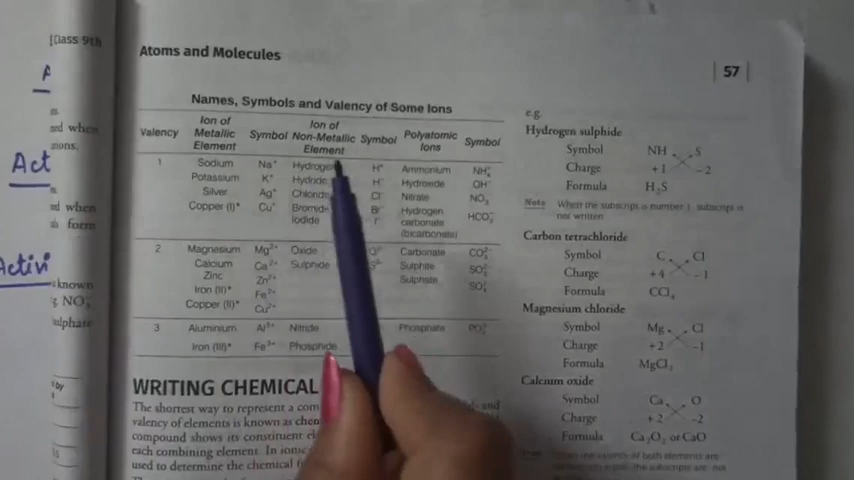 [Class 9th
Atoms and Molecules
57
Names, Symbols and Valency of Some Ions
Valency Ion of Metallic Element Symbol Ion of Non-Metallic Element Symbol Polyatomic Ions Symbol
1 Sodium Na⁺ Hydrogen H⁺ Ammonium NH₄
Potassium K⁺ Hydride H⁻ Hydroxide OH⁻
Silver Ag⁺ Chloride Cl⁻ Nitrate NO₃
Copper (I)* Cu⁺ Bromide Br⁻ Hydrogen carbonate (bicarbonate) HCO₃
Iodide I⁻
2 Magnesium Mg²⁺ Oxide Carbonate CO₃²⁻
Calcium Ca²⁺ Sulphide Sulphite SO₃
Zinc Zn²⁺ Sulphate SO₄
Iron (II)* Fe²⁺
Copper (II)* Cu²⁺
3 Aluminium Al³⁺ Nitride Phosphate PO₄³⁻
Iron (III)* Fe³⁺ Phosphide
WRITING CHEMICAL
The shortest way to represent a
valency of elements is known as
compound shows its constituent
each combining element. In
used to determine the chemical
e.g.
Hydrogen sulphide
Symbol NH S
Charge +1 -2
Formula H₂S
Note When the subscript is number 1, subscript is
not written
Carbon tetrachloride
Symbol C Cl
Charge +4 -1
Formula CCl₄
Magnesium chloride
Symbol Mg Cl
Charge +2 -1
Formula MgCl₂
Calcium oxide
Symbol Ca O
Charge +2 -2
Formula Ca₂O₂ or CaO
Act
Activi
ed when
known
NO₃
ulphate
by